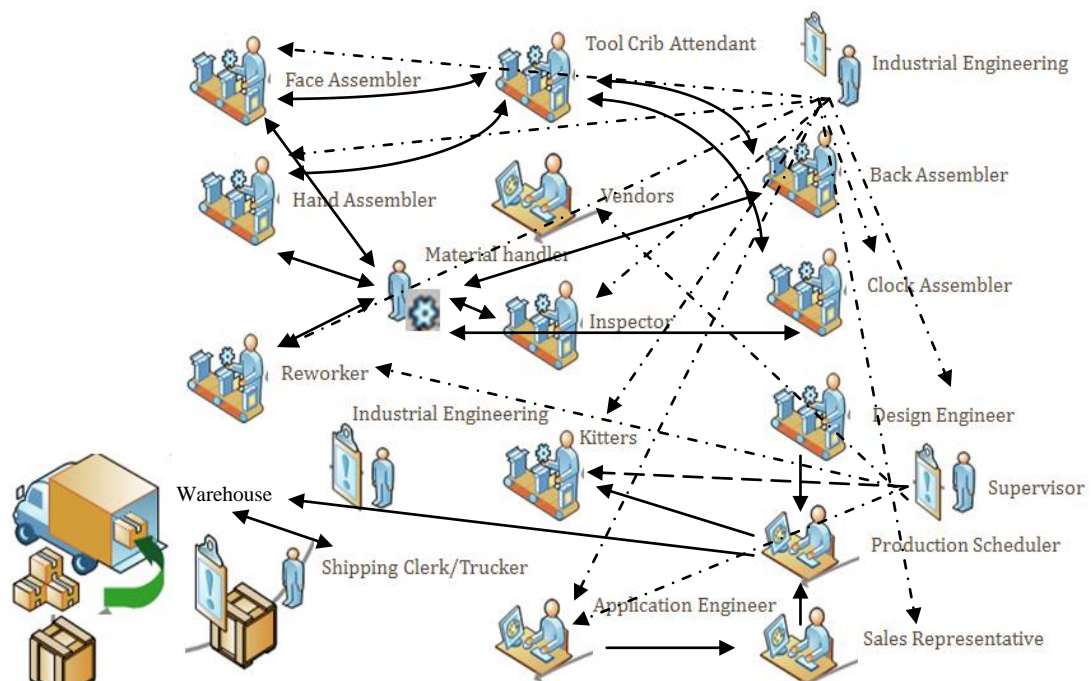 Tool Crib Attendant
Industrial Engineering
Face Assembler
Back Assembler
Hand Assembler
Vendors
Material handler
Clock Assembler
Inspector
Reworker
Industrial Engineering
Design Engineer
Kitters
Supervisor
Warehouse
Production Scheduler
Shipping Clerk/Trucker
Application Engineer
Sales Representative